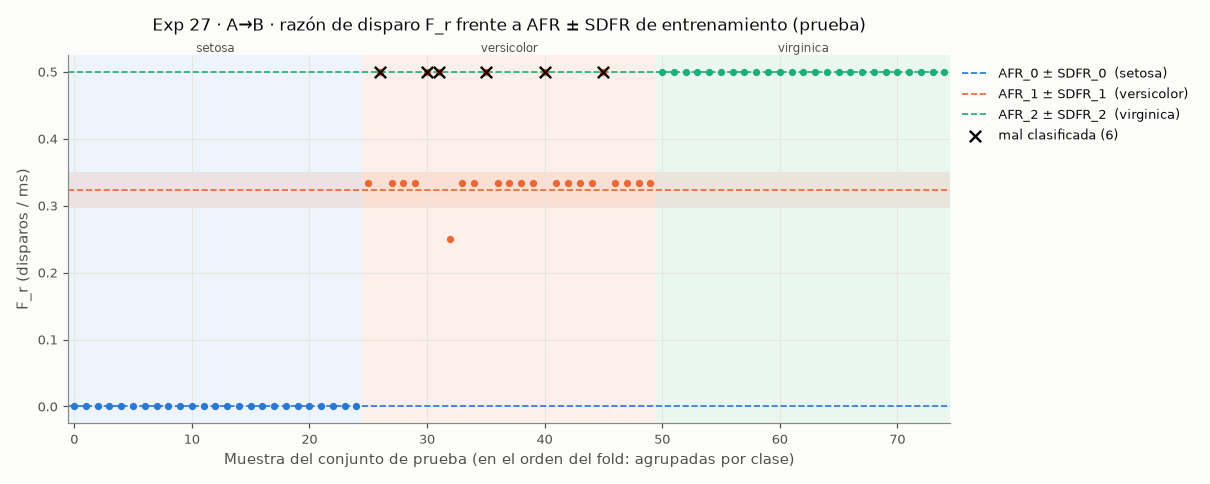 Exp 27 · A→B · razón de disparo F_r frente a AFR ± SDFR de entrenamiento (prueba)
setosa
versicolor
virginica
F_r (disparos / ms)
0.5
0.4
0.3
0.2
0.1
0.0
0
10
20
30
40
50
60
70
Muestra del conjunto de prueba (en el orden del fold: agrupadas por clase)
AFR_0 ± SDFR_0  (setosa)
AFR_1 ± SDFR_1  (versicolor)
AFR_2 ± SDFR_2  (virginica)
mal clasificada (6)